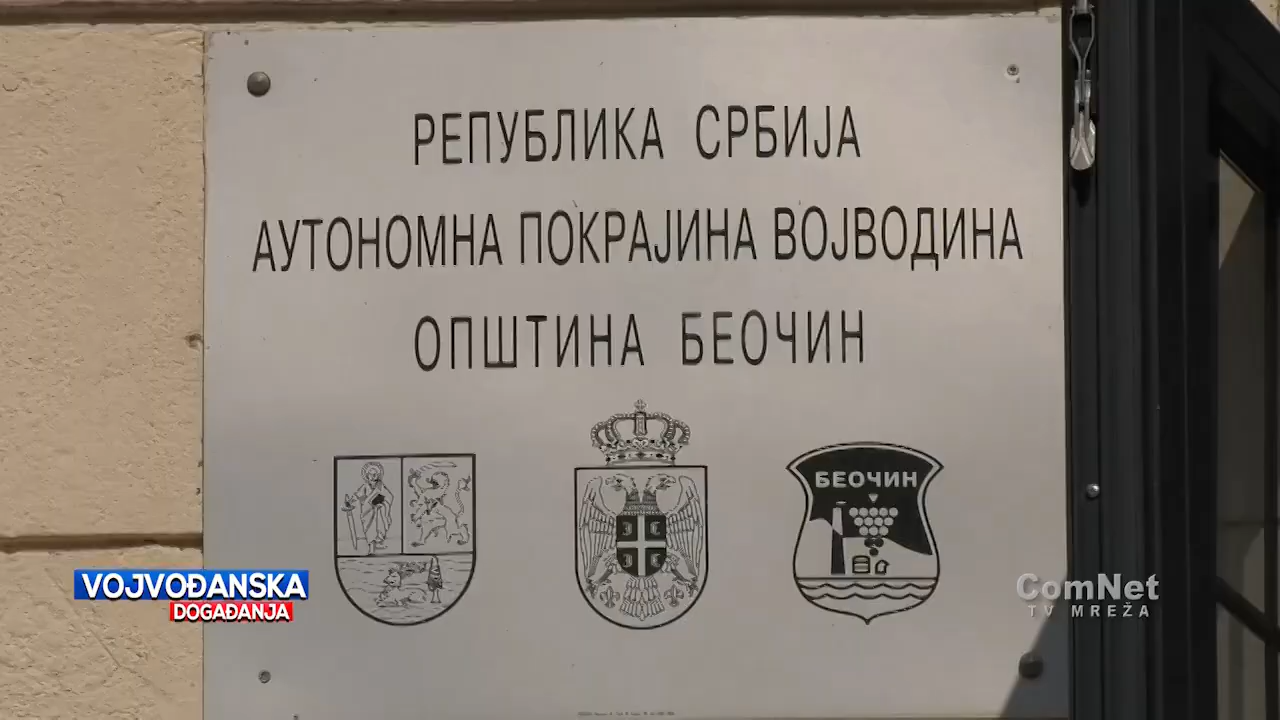 РЕПУБЛИКА СРБИЈА
АУТОНОМНА ПОКРАЈИНА ВОЈВОДИНА
ОПШТИНА БЕОЧИН
БЕОЧИН
VOJVOĐANSKA
DOGAĐANJA
ComNet
TV MREŽA